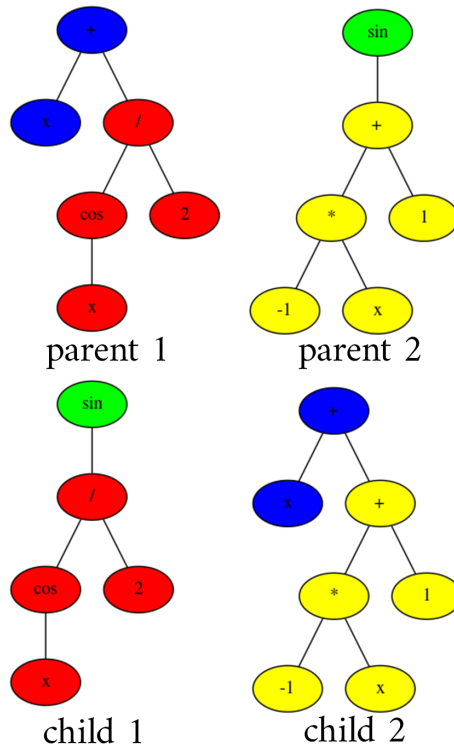 +
sin
x
/
+
cos
2
*
1
x
-1
x
parent 1
parent 2
sin
+
/
x
+
cos
2
*
1
x
-1
x
child 1
child 2